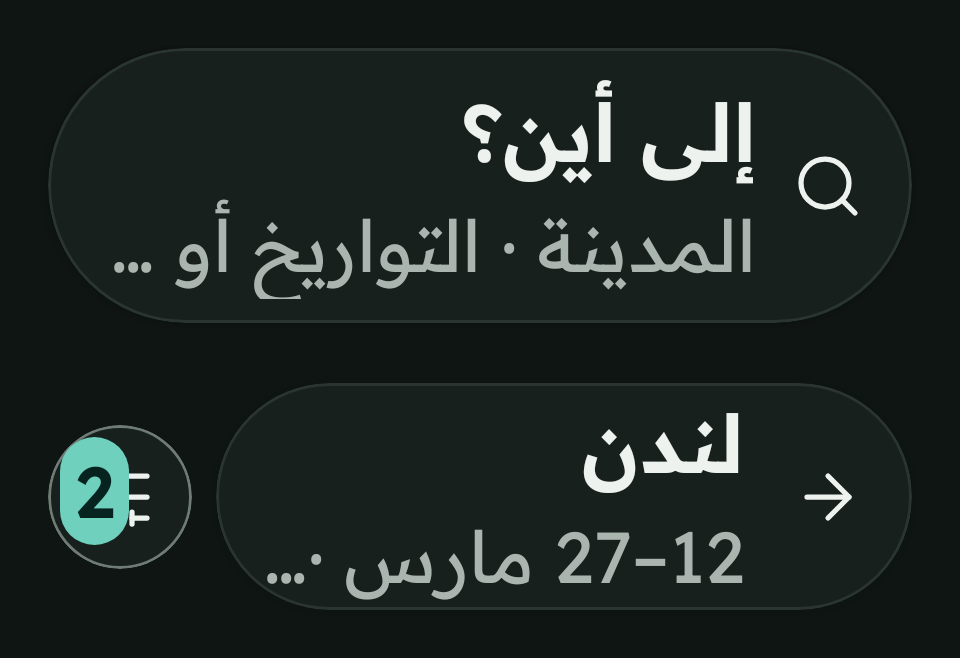 إلى أين؟
المدينة · التواريخ أو ...
لندن
12–27 مارس ·...
2